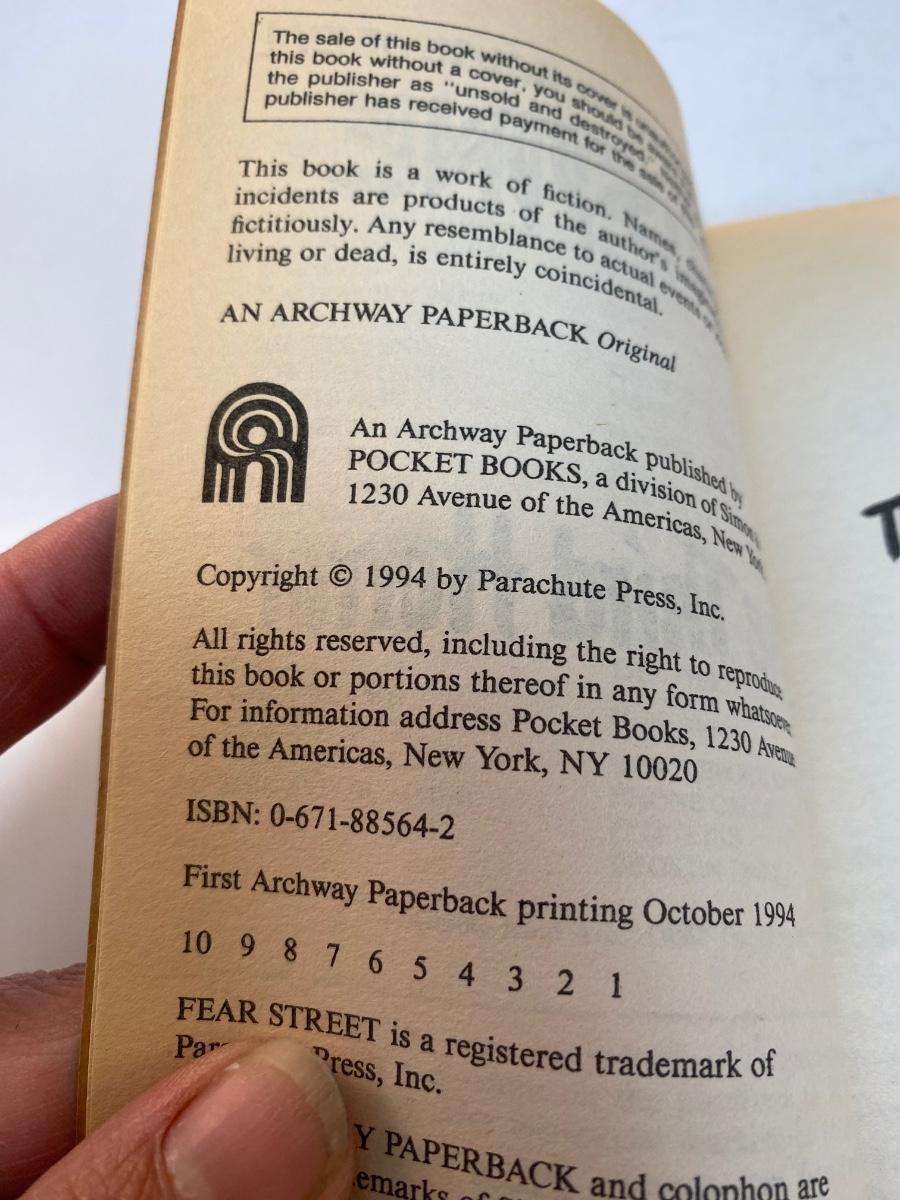 The sale of this book without its cover is
this book without a cover, you should be
the publisher as "unsold and destroyed."
publisher has received payment for the sale
This book is a work of fiction. Names,
incidents are products of the author's
fictitiously. Any resemblance to actual events or
living or dead, is entirely coincidental.
AN ARCHWAY PAPERBACK Original
An Archway Paperback published by
POCKET BOOKS, a division of Simon
1230 Avenue of the Americas, New York
Copyright © 1994 by Parachute Press, Inc.
All rights reserved, including the right to reproduce
this book or portions thereof in any form whatsoever
For information address Pocket Books, 1230 Avenue
of the Americas, New York, NY 10020
ISBN: 0-671-88564-2
First Archway Paperback printing October 1994
10 9 8 7 6 5 4 3 2 1
FEAR STREET is a registered trademark of
Press, Inc.
PAPERBACK and colophon are